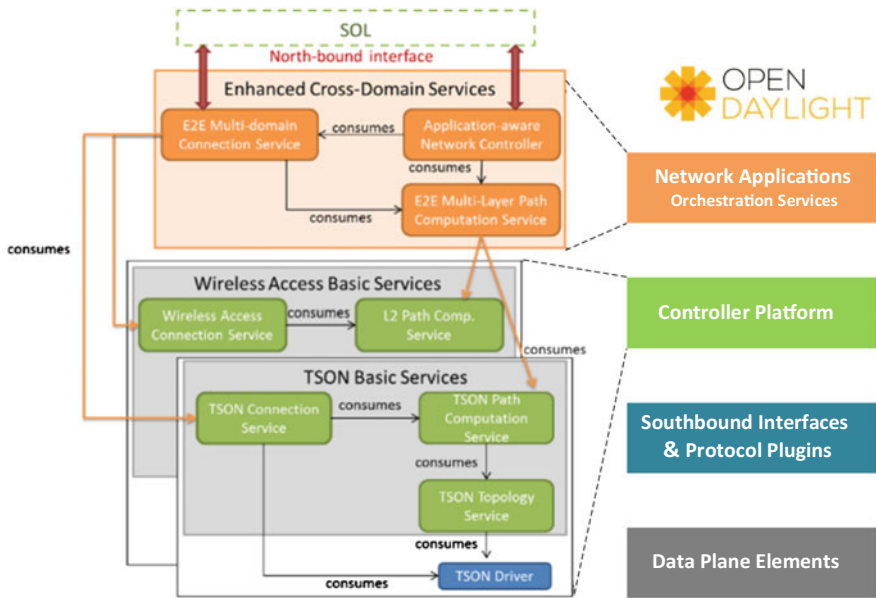 SOL
North-bound interface
Enhanced Cross-Domain Services
E2E Multi-domain
Connection Service
consumes
Application-aware
Network Controller
consumes
consumes
E2E Multi-Layer Path
Computation Service
consumes
Wireless Access Basic Services
Wireless Access
Connection Service
consumes
L2 Path Comp.
Service
consumes
TSON Basic Services
TSON Connection
Service
consumes
TSON Path
Computation
Service
consumes
TSON Topology
Service
consumes
consumes
TSON Driver
OPEN
DAYLIGHT
Network Applications
Orchestration Services
Controller Platform
Southbound Interfaces
& Protocol Plugins
Data Plane Elements